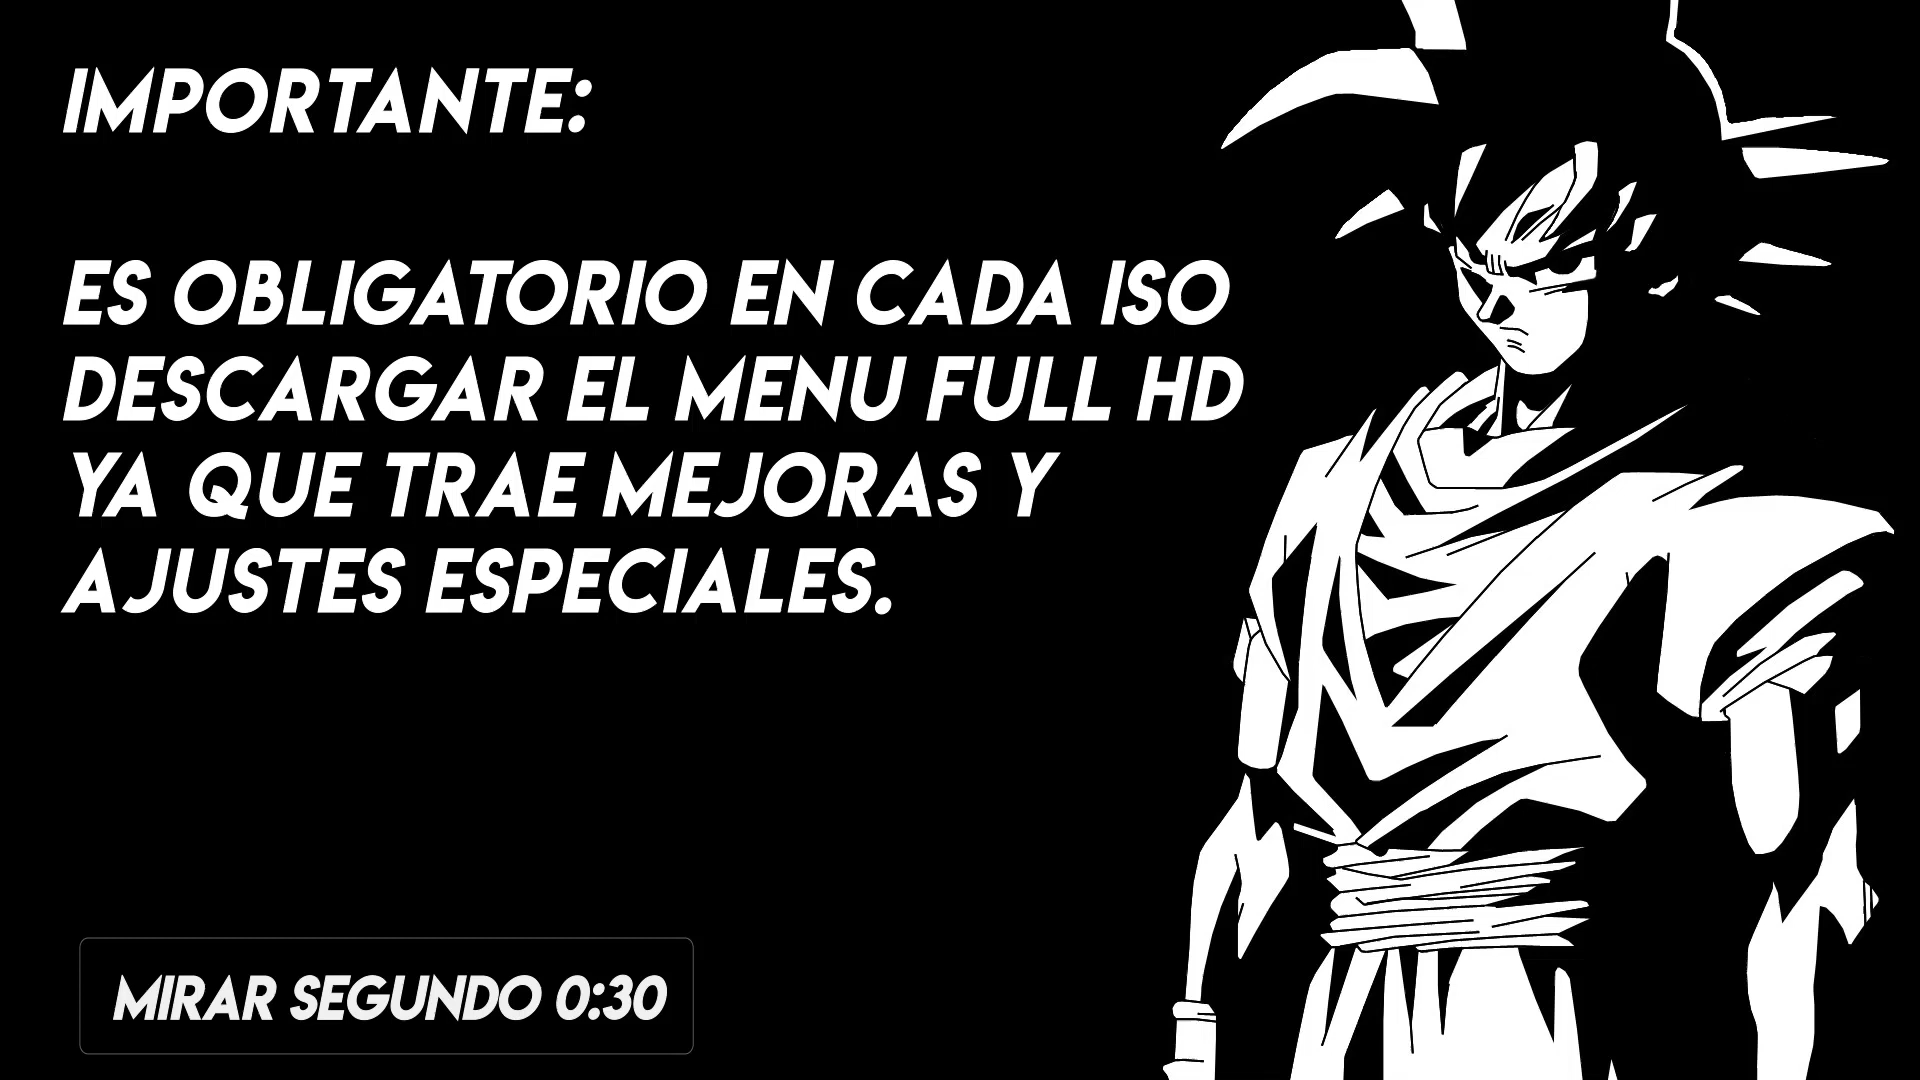 IMPORTANTE:
ES OBLIGATORIO EN CADA ISO
DESCARGAR EL MENU FULL HD
YA QUE TRAE MEJORAS Y
AJUSTES ESPECIALES.
MIRAR SEGUNDO 0:30